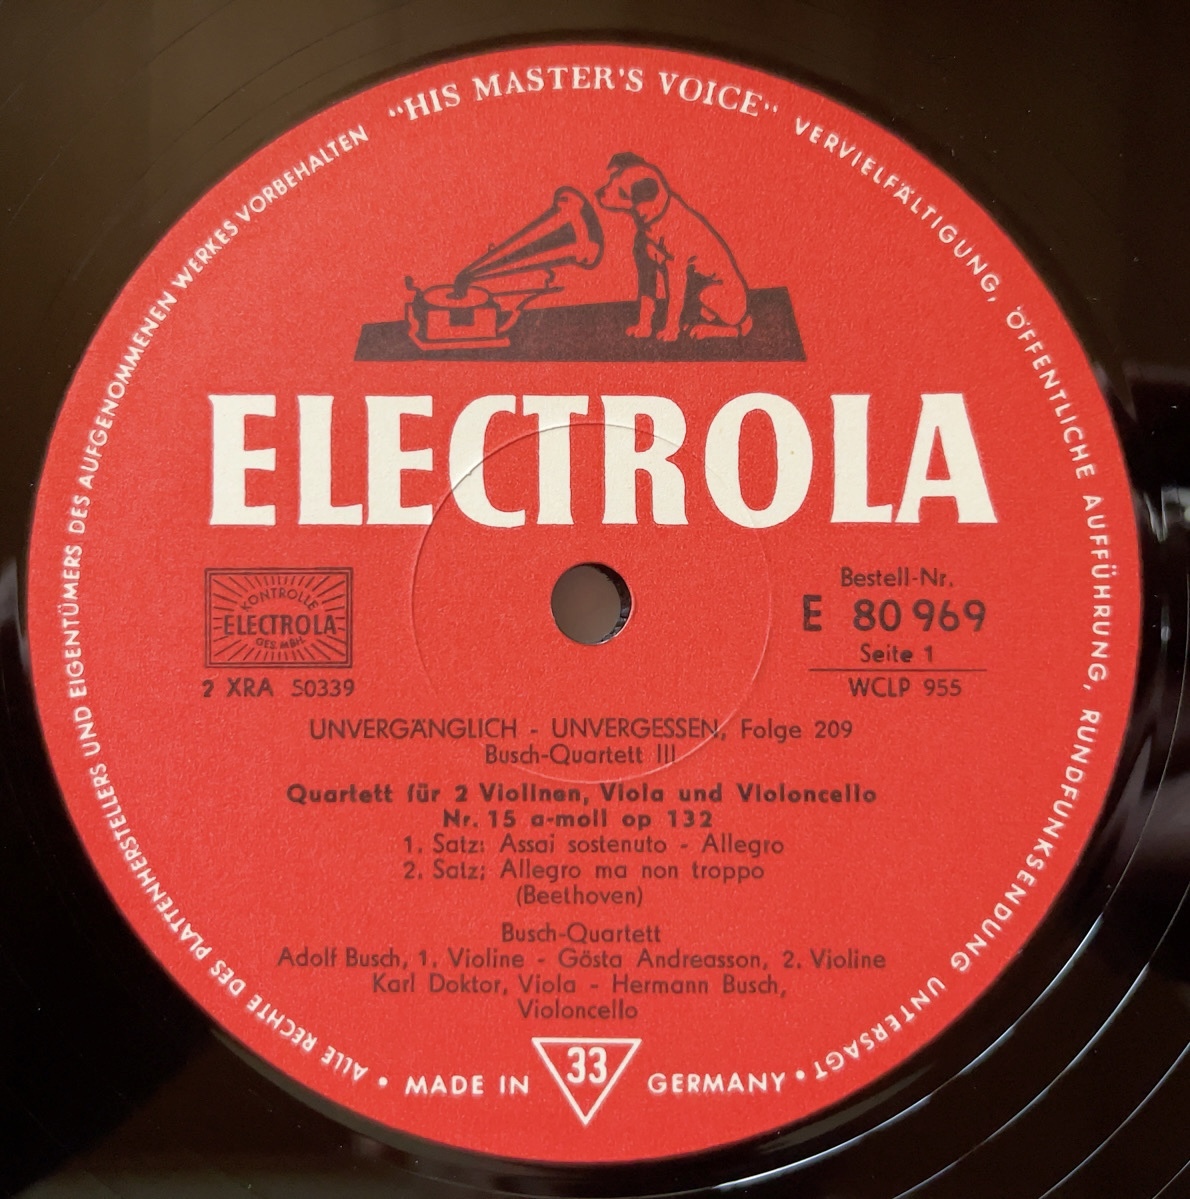 "HIS MASTER'S VOICE"
VERVIELFÄLTIGUNG, ÖFFENTLICHE AUFFÜHRUNG, RUNDFUNKSENDUNG UNTERSAGT •
ALLE RECHTE DES PLATTENHERSTELLERS UND EIGENTÜMERS DES AUFGENOMMENEN WERKES VORBEHALTEN
ELECTROLA
KONTROLLE
ELECTROLA
GES. MBH.
2 XRA 50339
Bestell-Nr.
E 80 969
Seite 1
WCLP 955
UNVERGÄNGLICH - UNVERGESSEN, Folge 209
Busch-Quartett III
Quartett für 2 Violinen, Viola und Violoncello
Nr. 15 a-moll op 132
1. Satz: Assai sostenuto - Allegro
2. Satz; Allegro ma non troppo
(Beethoven)
Busch-Quartett
Adolf Busch, 1. Violine - Gösta Andreasson, 2. Violine
Karl Doktor, Viola - Hermann Busch,
Violoncello
• MADE IN 33 GERMANY